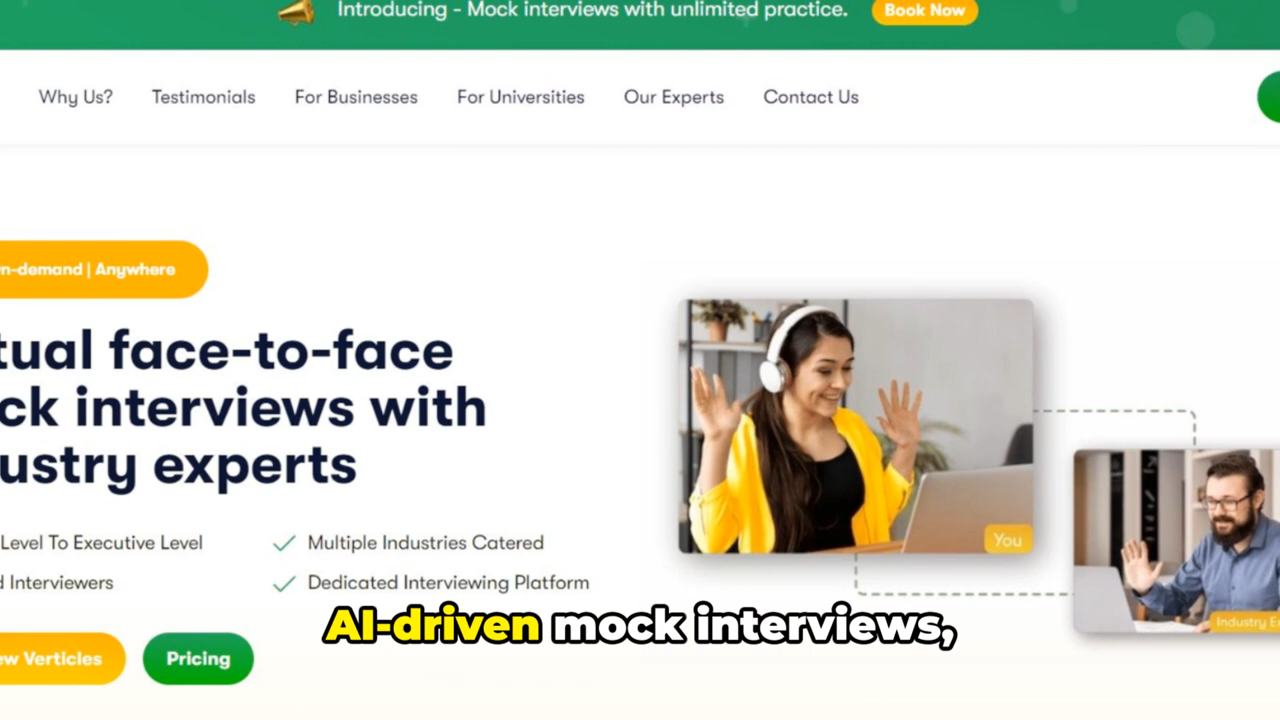 Introducing - Mock interviews with unlimited practice. Book Now
Why Us? Testimonials For Businesses For Universities Our Experts Contact Us
n-demand | Anywhere
tual face-to-face
ck interviews with
ustry experts
Level To Executive Level
Multiple Industries Catered
d Interviewers
Dedicated Interviewing Platform
You
Industry Ex
AI-driven mock interviews,
ew Verticles
Pricing